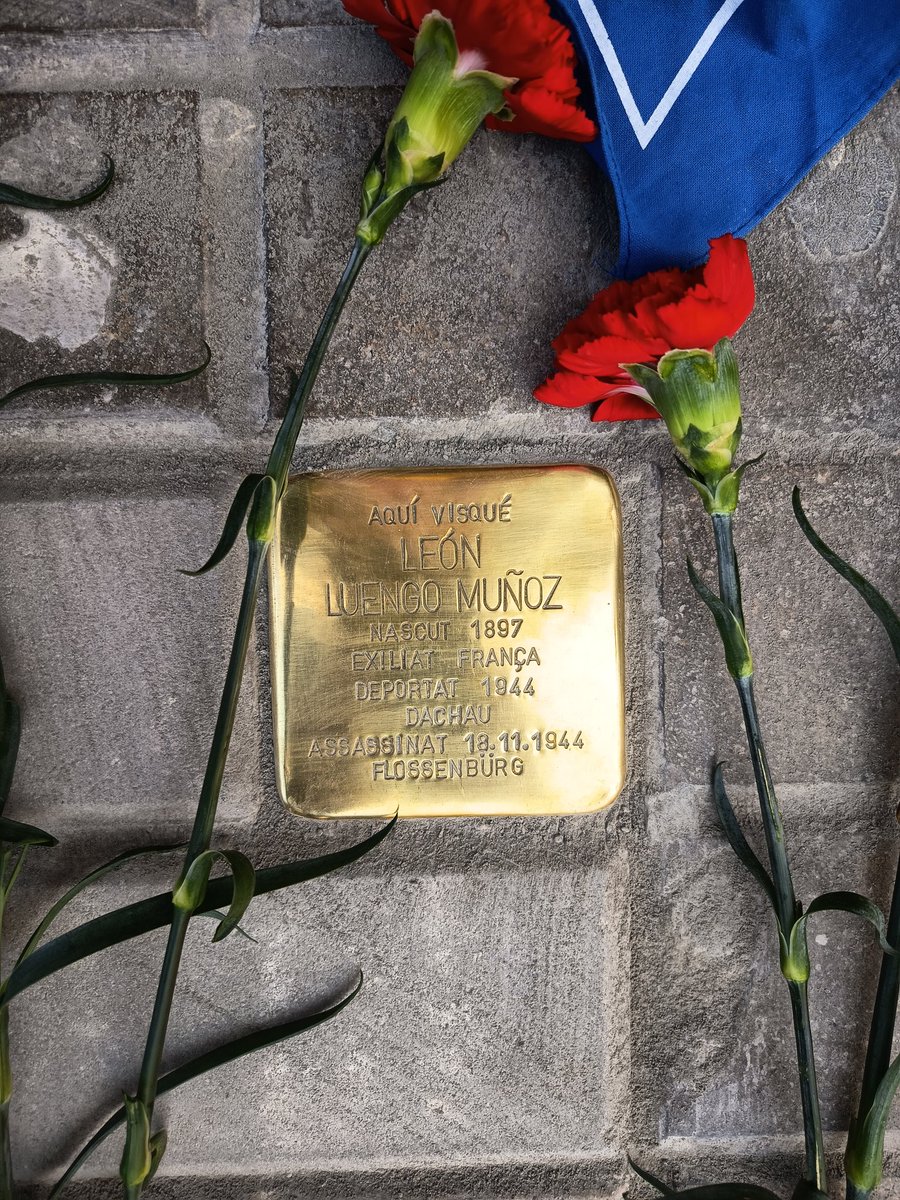 AQUÍ VISQUÉ
LEÓN
LUENGO MUÑOZ
NASCUT 1897
EXILIAT FRANÇA
DEPORTAT 1944
DACHAU
ASSASSINAT 18.11.1944
FLOSSENBÜRG